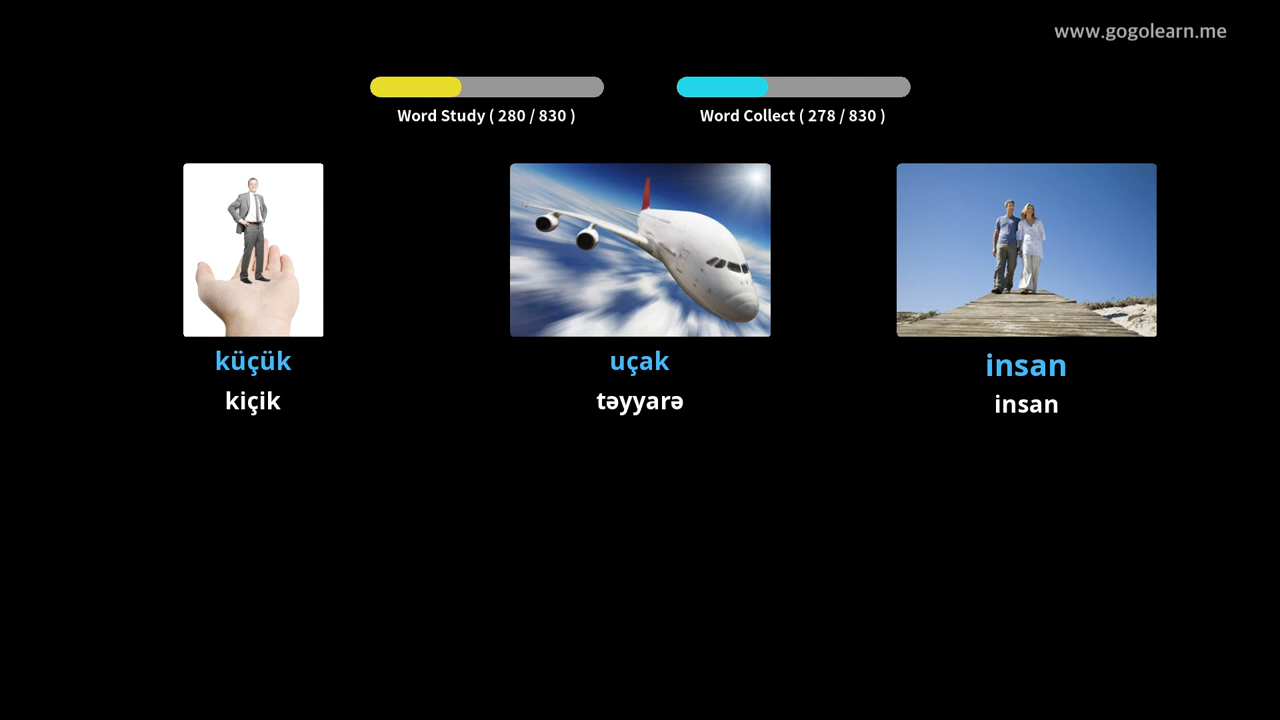 www.gogolearn.me
Word Study ( 280 / 830 )
Word Collect ( 278 / 830 )
küçük
kiçik
uçak
təyyarə
insan
insan